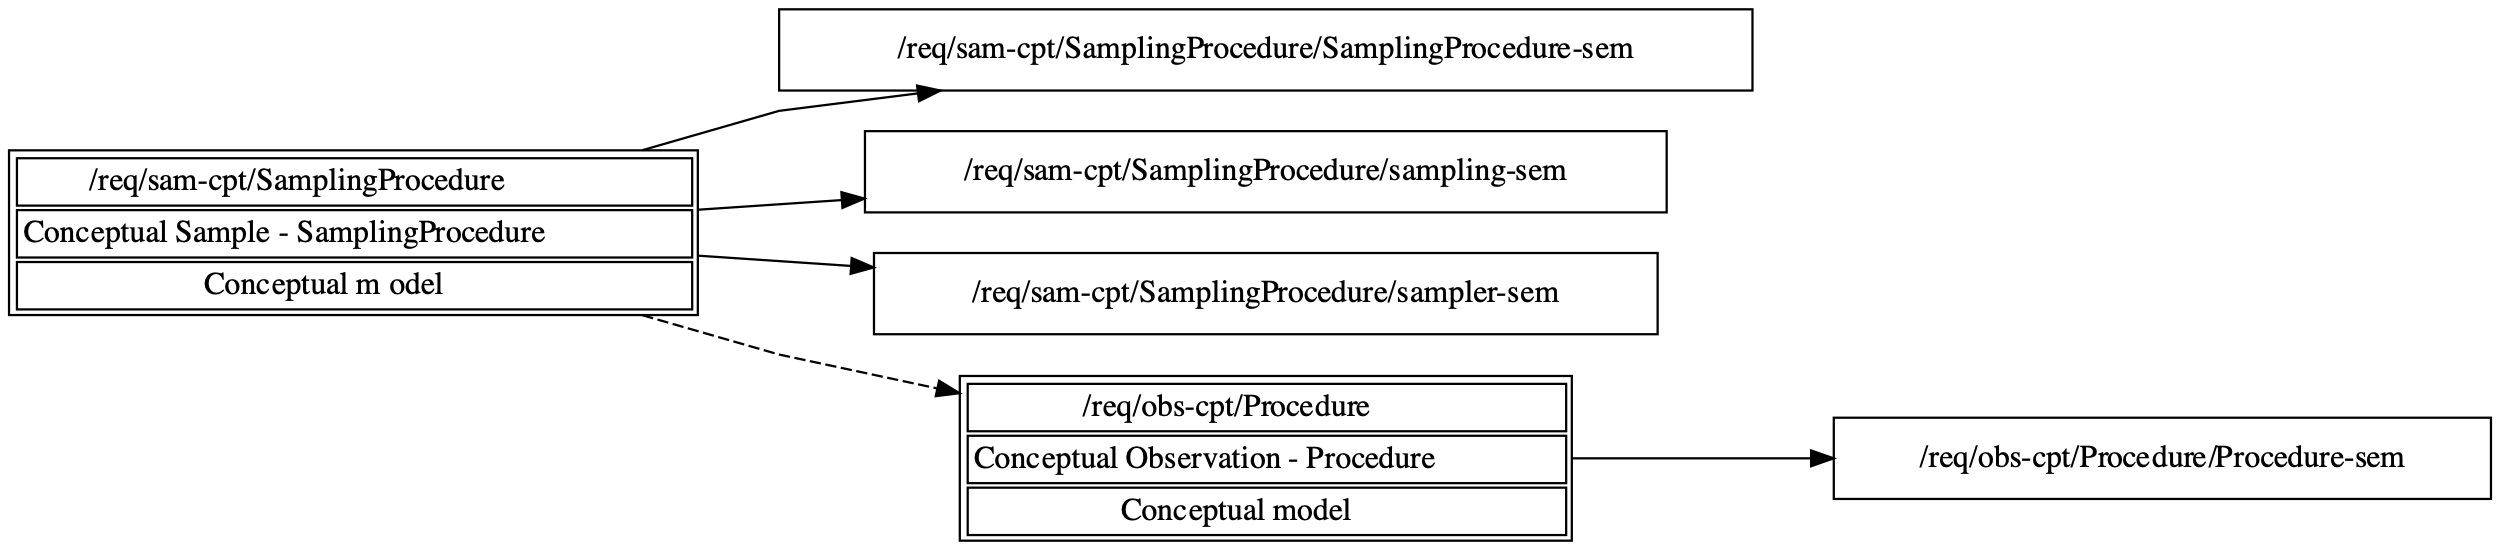 /req/sam-cpt/SamplingProcedure/SamplingProcedure-sem
/req/sam-cpt/SamplingProcedure
Conceptual Sample - SamplingProcedure
Conceptual m odel
/req/sam-cpt/SamplingProcedure/sampling-sem
/req/sam-cpt/SamplingProcedure/sampler-sem
/req/obs-cpt/Procedure
Conceptual Observation - Procedure
Conceptual model
/req/obs-cpt/Procedure/Procedure-sem